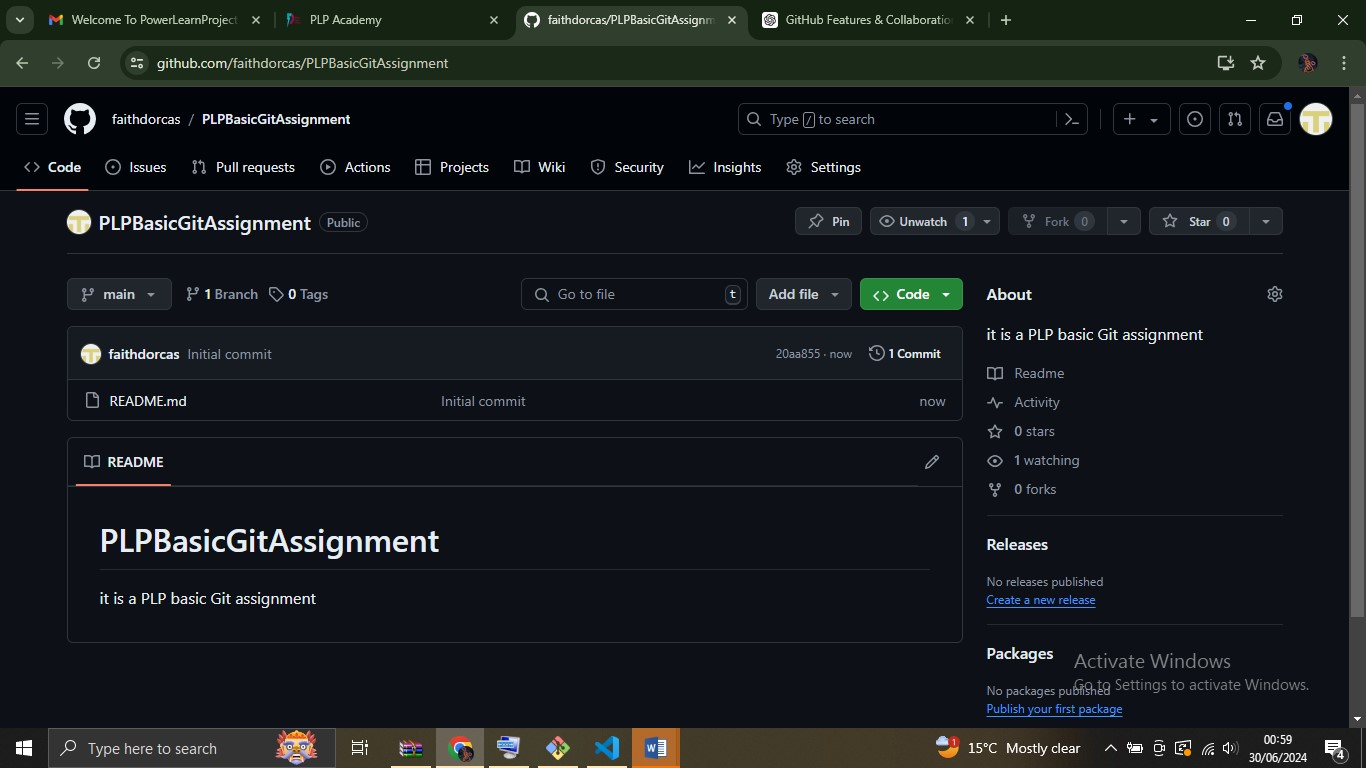 Welcome To PowerLearnProject
PLP Academy
faithdorcas/PLPBasicGitAssignm
GitHub Features & Collaboratio
github.com/faithdorcas/PLPBasicGitAssignment
faithdorcas / PLPBasicGitAssignment
Type / to search
Code Issues Pull requests Actions Projects Wiki Security Insights Settings
PLPBasicGitAssignment Public
Pin Unwatch 1 Fork 0 Star 0
main 1 Branch 0 Tags
Go to file t Add file Code
faithdorcas Initial commit 20aa855 · now 1 Commit
README.md Initial commit now
README
PLPBasicGitAssignment
it is a PLP basic Git assignment
About
it is a PLP basic Git assignment
Readme
Activity
0 stars
1 watching
0 forks
Releases
No releases published
Create a new release
Packages
No packages published
Publish your first package
Activate Windows
Go to Settings to activate Windows.
Type here to search
1
15°C Mostly clear
00:59
30/06/2024
4